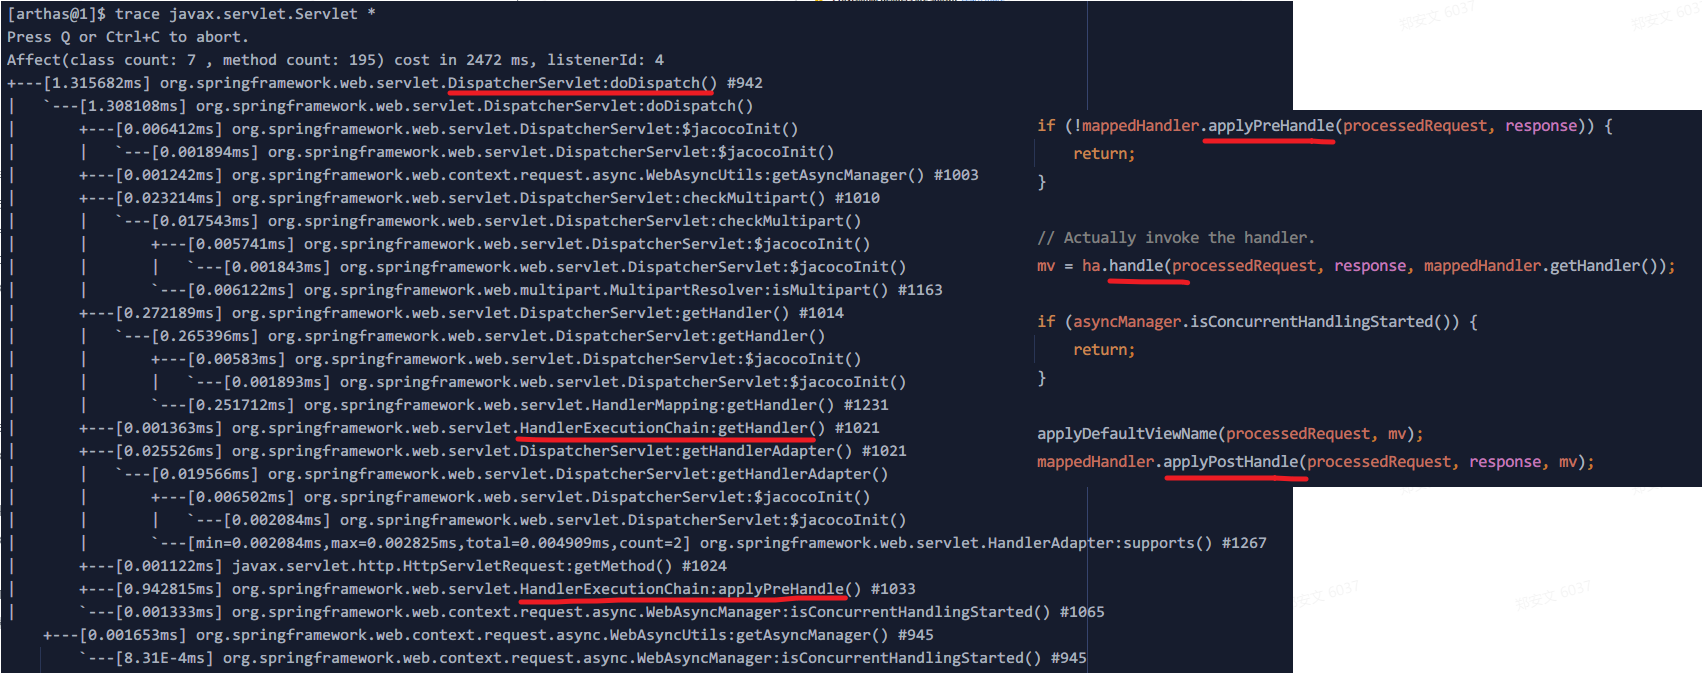 [arthas@1]$ trace javax.servlet.Servlet *
Press Q or Ctrl+C to abort.
Affect(class count: 7 , method count: 195) cost in 2472 ms, listenerId: 4
+---[1.315682ms] org.springframework.web.servlet.DispatcherServlet:doDispatch() #942
|   `---[1.308108ms] org.springframework.web.servlet.DispatcherServlet:doDispatch()
|       +---[0.006412ms] org.springframework.web.servlet.DispatcherServlet:$jacocoInit()
|       |   `---[0.001894ms] org.springframework.web.servlet.DispatcherServlet:$jacocoInit()
|       +---[0.001242ms] org.springframework.web.context.request.async.WebAsyncUtils:getAsyncManager() #1003
|       +---[0.023214ms] org.springframework.web.servlet.DispatcherServlet:checkMultipart() #1010
|       |   `---[0.017543ms] org.springframework.web.servlet.DispatcherServlet:checkMultipart()
|       |       +---[0.005741ms] org.springframework.web.servlet.DispatcherServlet:$jacocoInit()
|       |       |   `---[0.001843ms] org.springframework.web.servlet.DispatcherServlet:$jacocoInit()
|       |       `---[0.006122ms] org.springframework.web.multipart.MultipartResolver:isMultipart() #1163
|       +---[0.272189ms] org.springframework.web.servlet.DispatcherServlet:getHandler() #1014
|       |   `---[0.265396ms] org.springframework.web.servlet.DispatcherServlet:getHandler()
|       |       +---[0.00583ms] org.springframework.web.servlet.DispatcherServlet:$jacocoInit()
|       |       |   `---[0.001893ms] org.springframework.web.servlet.DispatcherServlet:$jacocoInit()
|       |       `---[0.251712ms] org.springframework.web.servlet.HandlerMapping:getHandler() #1231
|       +---[0.001363ms] org.springframework.web.servlet.HandlerExecutionChain:getHandler() #1021
|       +---[0.025526ms] org.springframework.web.servlet.DispatcherServlet:getHandlerAdapter() #1021
|       |   `---[0.019566ms] org.springframework.web.servlet.DispatcherServlet:getHandlerAdapter()
|       |       +---[0.006502ms] org.springframework.web.servlet.DispatcherServlet:$jacocoInit()
|       |       |   `---[0.002084ms] org.springframework.web.servlet.DispatcherServlet:$jacocoInit()
|       |       `---[min=0.002084ms,max=0.002825ms,total=0.004909ms,count=2] org.springframework.web.servlet.HandlerAdapter:supports() #1267
|       +---[0.001122ms] javax.servlet.http.HttpServletRequest:getMethod() #1024
|       +---[0.942815ms] org.springframework.web.servlet.HandlerExecutionChain:applyPreHandle() #1033
|       `---[0.001333ms] org.springframework.web.context.request.async.WebAsyncManager:isConcurrentHandlingStarted() #1065
+---[0.001653ms] org.springframework.web.context.request.async.WebAsyncUtils:getAsyncManager() #945
`---[8.31E-4ms] org.springframework.web.context.request.async.WebAsyncManager:isConcurrentHandlingStarted() #945
if (!mappedHandler.applyPreHandle(processedRequest, response)) {
return;
}
// Actually invoke the handler.
mv = ha.handle(processedRequest, response, mappedHandler.getHandler());
if (asyncManager.isConcurrentHandlingStarted()) {
return;
}
applyDefaultViewName(processedRequest, mv);
mappedHandler.applyPostHandle(processedRequest, response, mv);